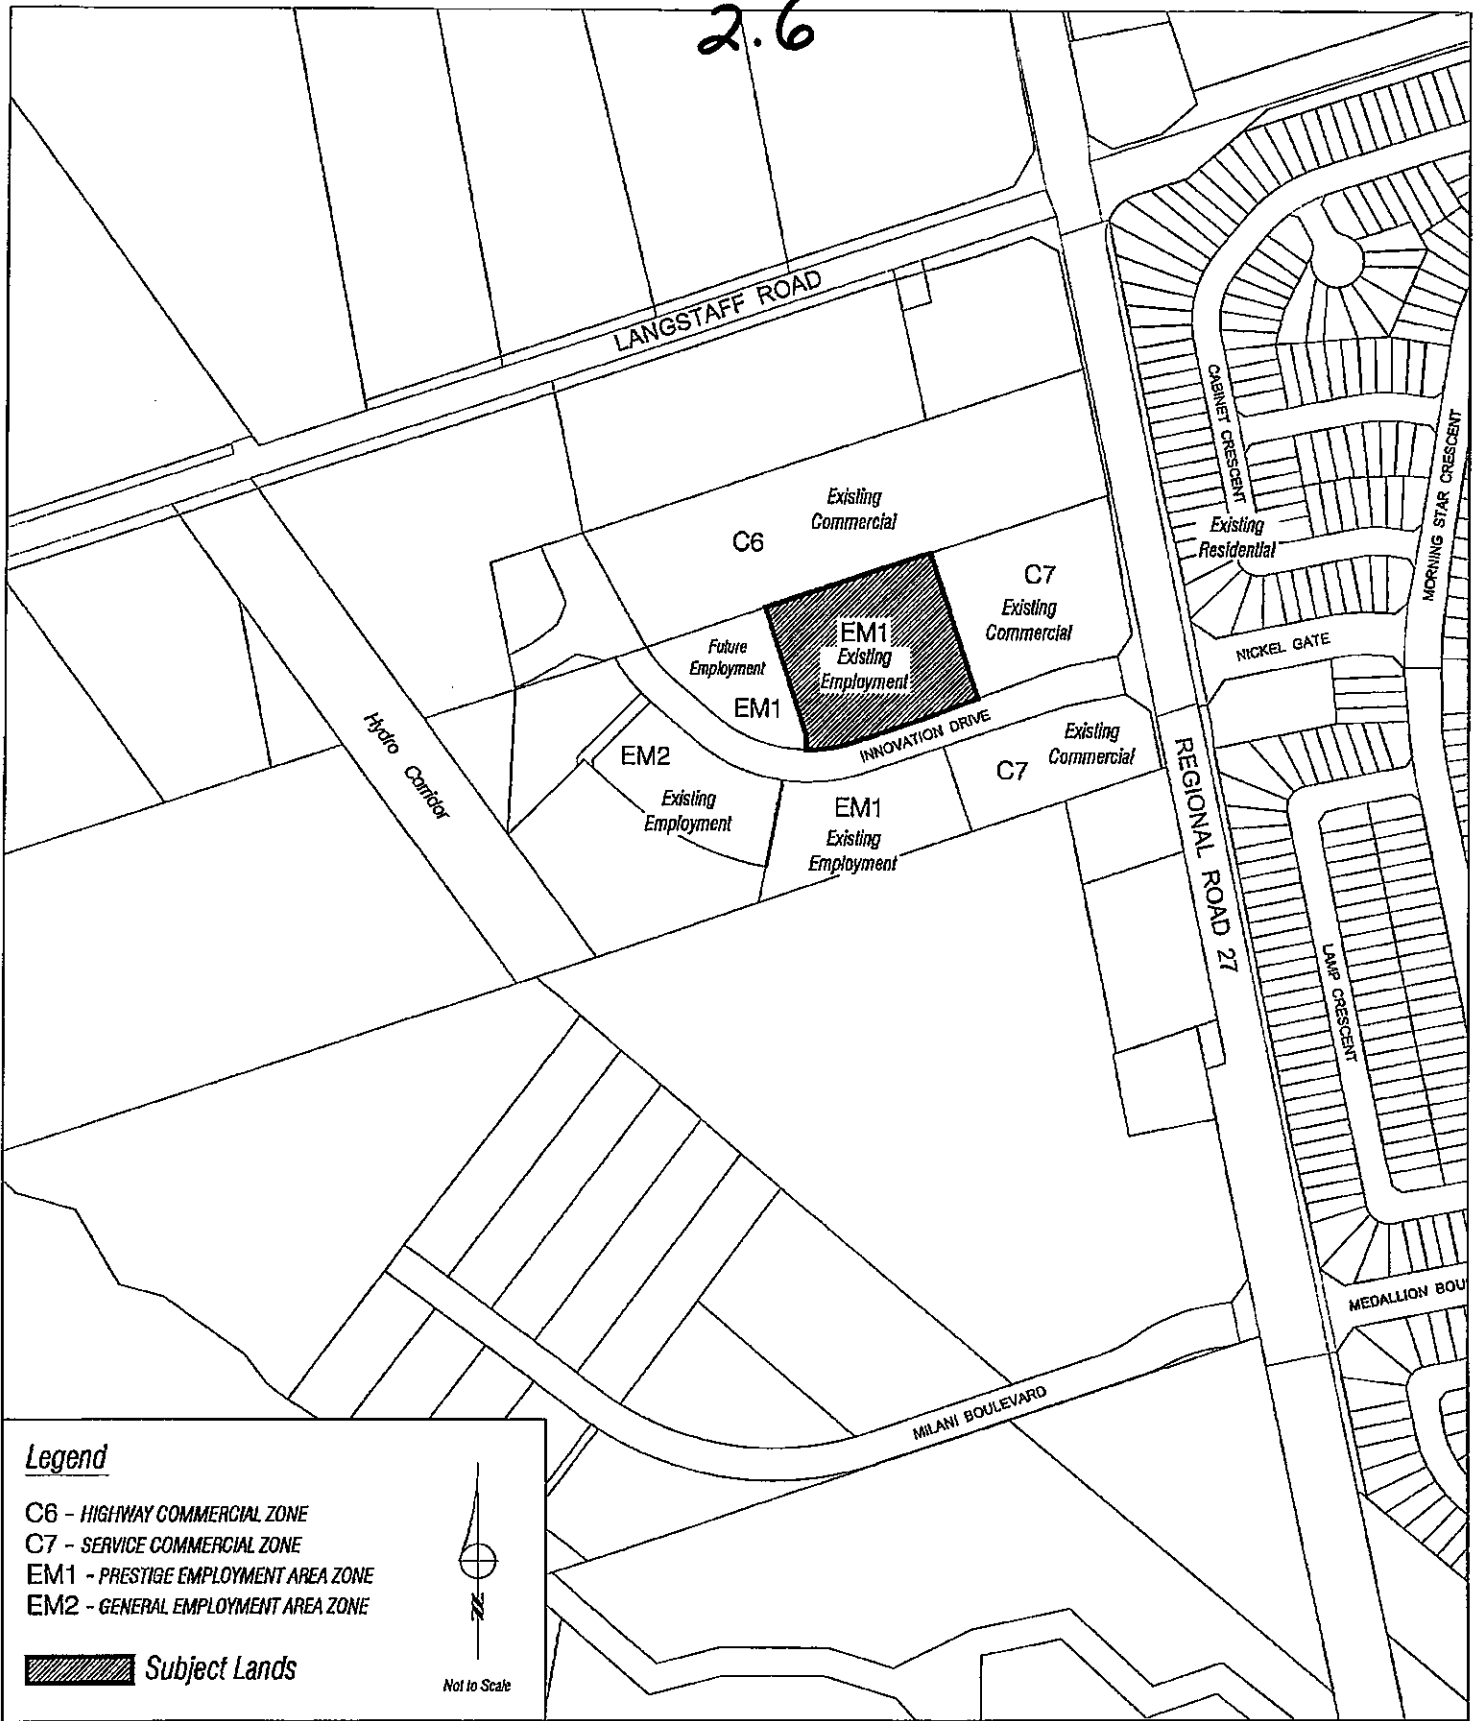 2.6
LANGSTAFF ROAD
CABINET CRESCENT
MORNING STAR CRESCENT
Existing
Commercial
C6
Existing
Residential
C7
Existing
Commercial
EM1
Existing
Employment
Future
Employment
EM1
NICKEL GATE
INNOVATION DRIVE
Hydro Corridor
EM2
Existing
Employment
Existing
Commercial
C7
EM1
Existing
Employment
REGIONAL ROAD 27
LAMP CRESCENT
MEDALLION BOU
MILANI BOULEVARD
Legend
C6 - HIGHWAY COMMERCIAL ZONE
C7 - SERVICE COMMERCIAL ZONE
EM1 - PRESTIGE EMPLOYMENT AREA ZONE
EM2 - GENERAL EMPLOYMENT AREA ZONE
Subject Lands
Not to Scale